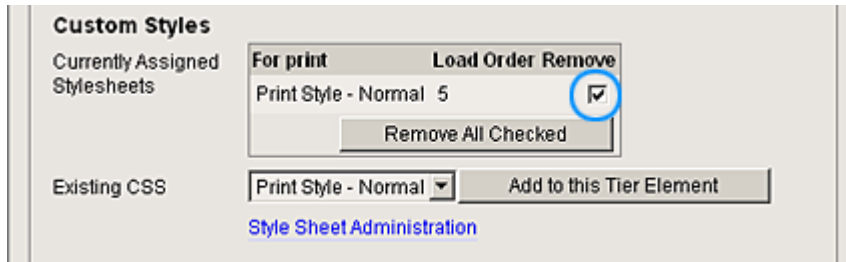 Custom Styles
Currently Assigned Stylesheets
For print Load Order Remove
Print Style - Normal 5
Remove All Checked
Existing CSS Print Style - Normal Add to this Tier Element
Style Sheet Administration